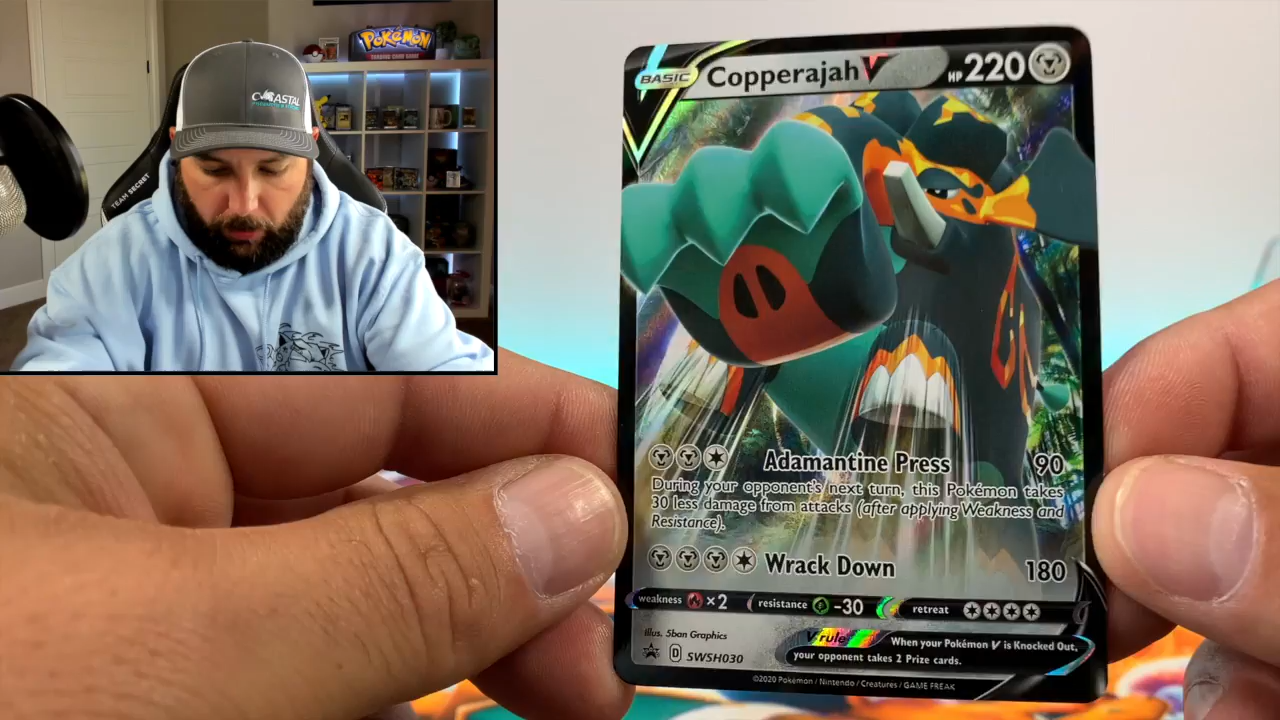 POKÉMON
TRADING CARD GAME
COASTAL
TEAM SECRET
BASIC
Copperajah V
HP 220
Adamantine Press 90
During your opponent's next turn, this Pokémon takes
30 less damage from attacks (after applying Weakness and
Resistance).
Wrack Down 180
weakness ×2 resistance -30 retreat
Illus. 5ban Graphics
D SWSH030
V rule
When your Pokémon V is Knocked Out,
your opponent takes 2 Prize cards.
©2020 Pokémon / Nintendo / Creatures / GAME FREAK